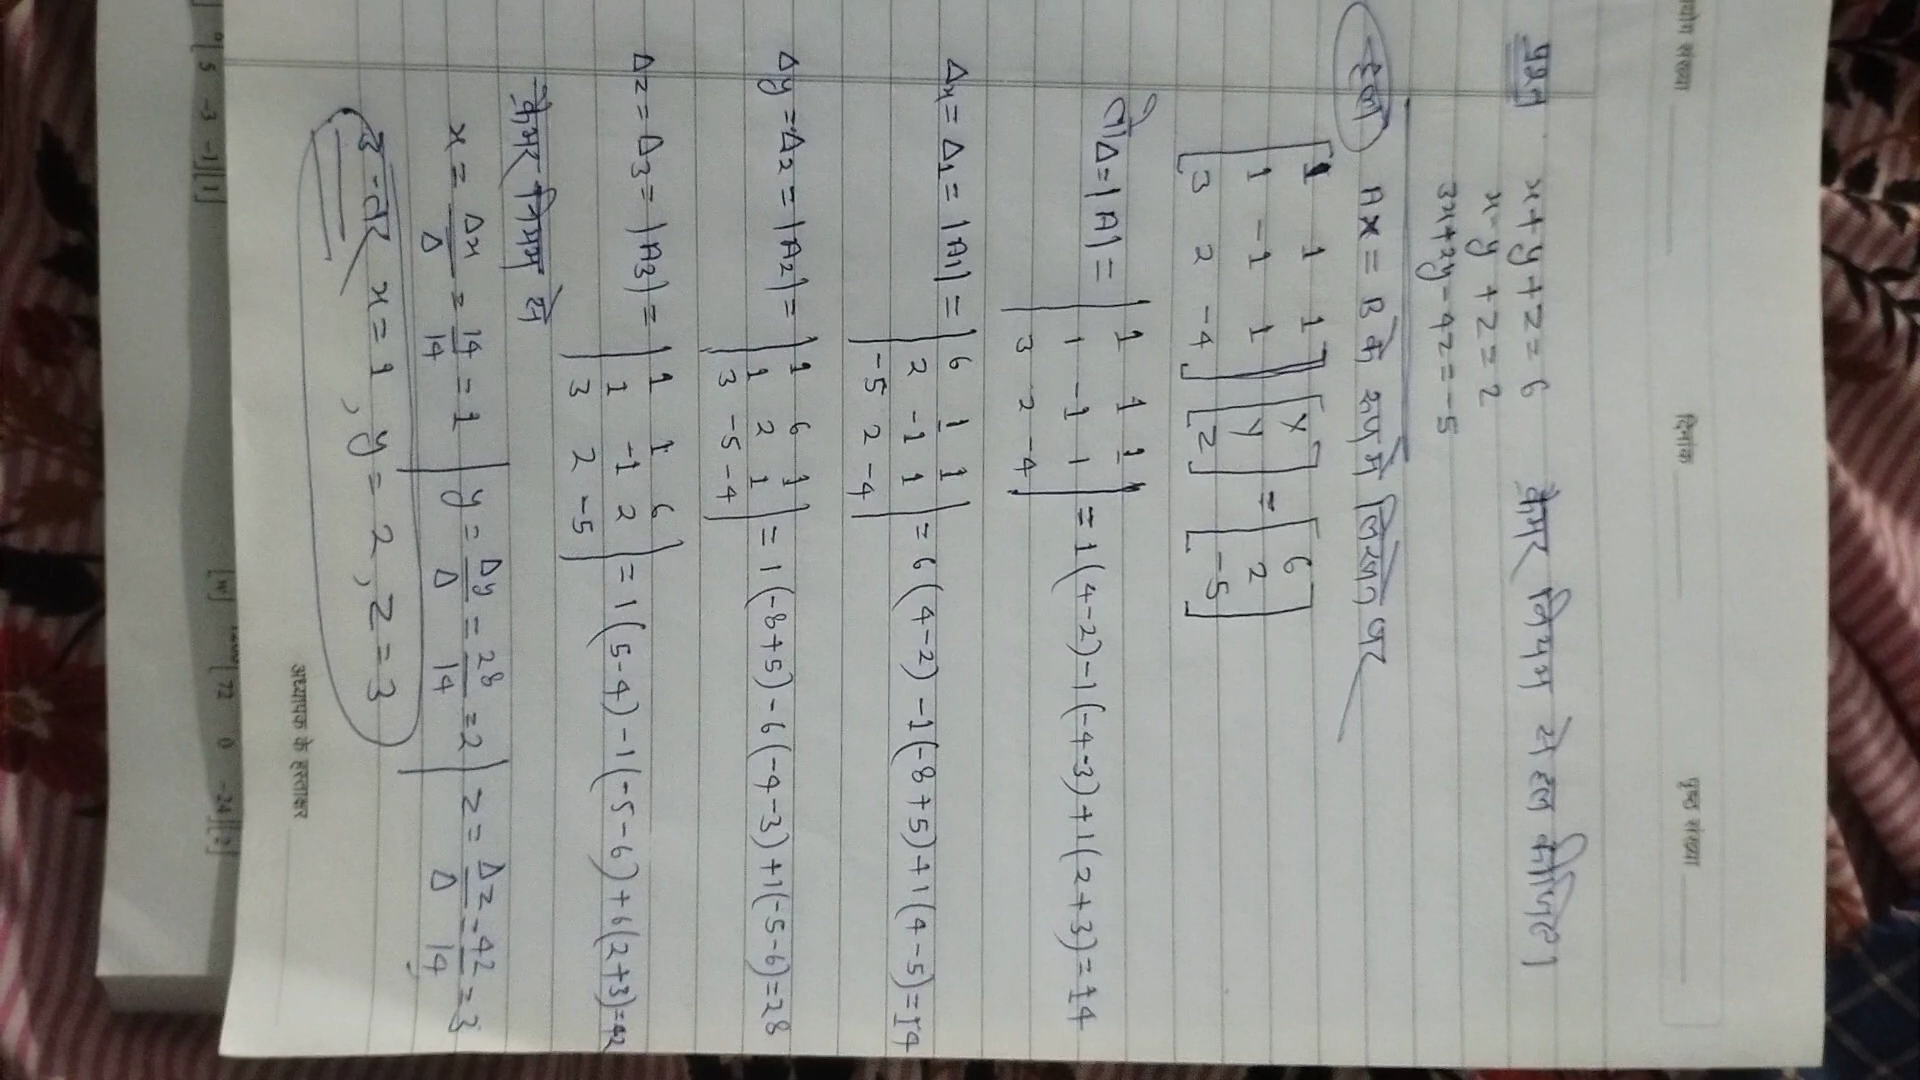 प्रयोग संख्या दिनांक पृष्ठ संख्या
प्रश्न x+y+z=6 क्रेमर नियम से हल कीजिए।
x-y+z=2
3x+2y-4z=-5
हल AX = B के रूप में लिखने पर
[1 1 1] [x] [6]
[1 -1 1] [y] = [2]
[3 2 -4] [z] [-5]
तो Δ=|A| = |1 1 1; 1 -1 1; 3 2 -4| = 1(4-2)-1(-4-3)+1(2+3)=14
Δx = Δ1 = |A1| = |6 1 1; 2 -1 1; -5 2 -4| = 6(4-2)-1(-8+5)+1(4-5)=14
Δy = Δ2 = |A2| = |1 6 1; 1 2 1; 3 -5 -4| = 1(-8+5)-6(-4-3)+1(-5-6)=28
Δz = Δ3 = |A3| = |1 1 6; 1 -1 2; 3 2 -5| = 1(5-4)-1(-5-6)+6(2+3)=42
क्रेमर नियम से
x = Δx/Δ = 14/14 = 1 | y = Δy/Δ = 28/14 = 2 | z = Δz/Δ = 42/14 = 3
उत्तर x = 1, y = 2, z = 3
अध्यापक के हस्ताक्षर